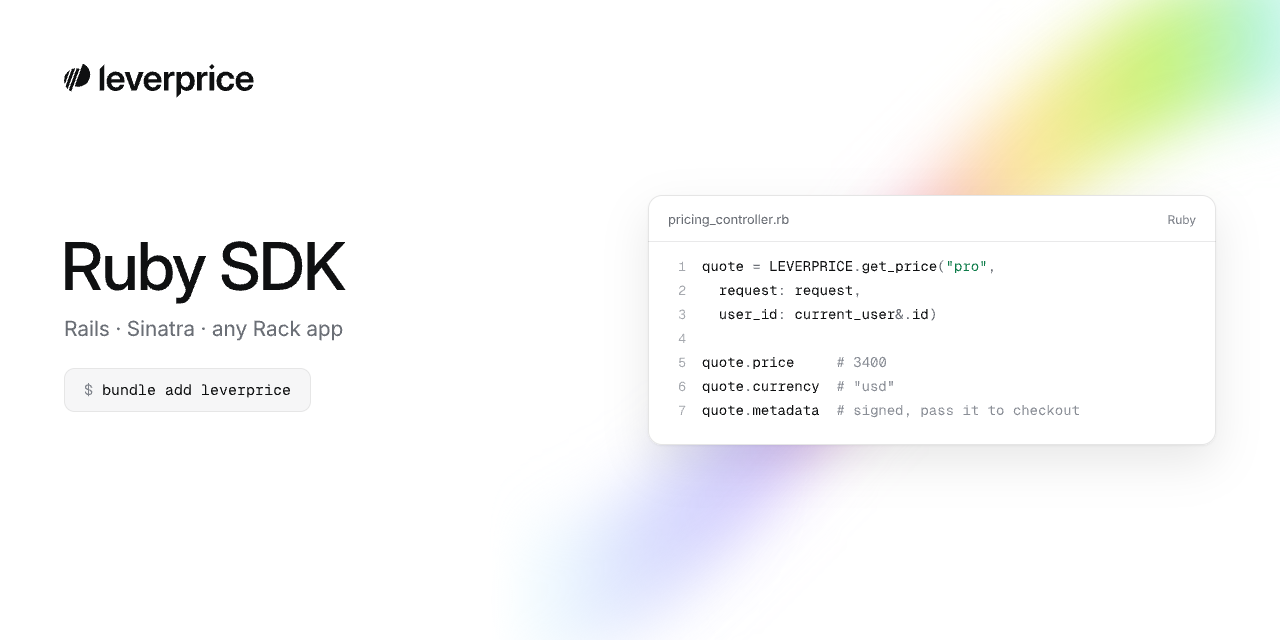 leverprice
Ruby SDK
Rails · Sinatra · any Rack app
$ bundle add leverprice
pricing_controller.rb
Ruby
1 quote = LEVERPRICE.get_price("pro",
2   request: request,
3   user_id: current_user&.id)
4
5 quote.price     # 3400
6 quote.currency  # "usd"
7 quote.metadata  # signed, pass it to checkout